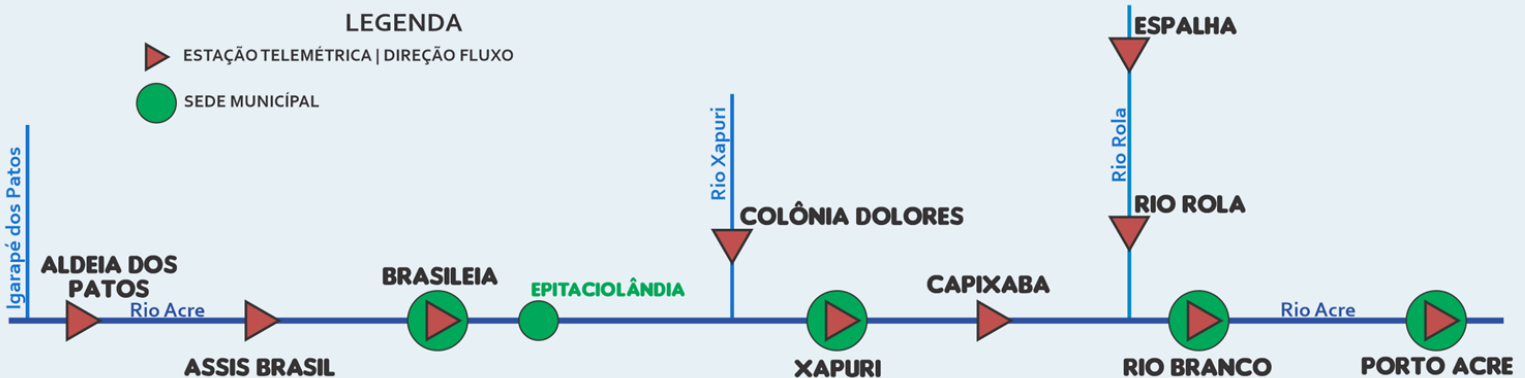 LEGENDA
ESTAÇÃO TELEMÉTRICA | DIREÇÃO FLUXO
SEDE MUNICÍPAL
Igarapé dos Patos
ALDEIA DOS
PATOS
Rio Acre
ASSIS BRASIL
BRASILEIA
EPITACIOLÂNDIA
Rio Xapuri
COLÔNIA DOLORES
XAPURI
CAPIXABA
ESPALHA
Rio Rola
RIO ROLA
RIO BRANCO
Rio Acre
PORTO ACRE